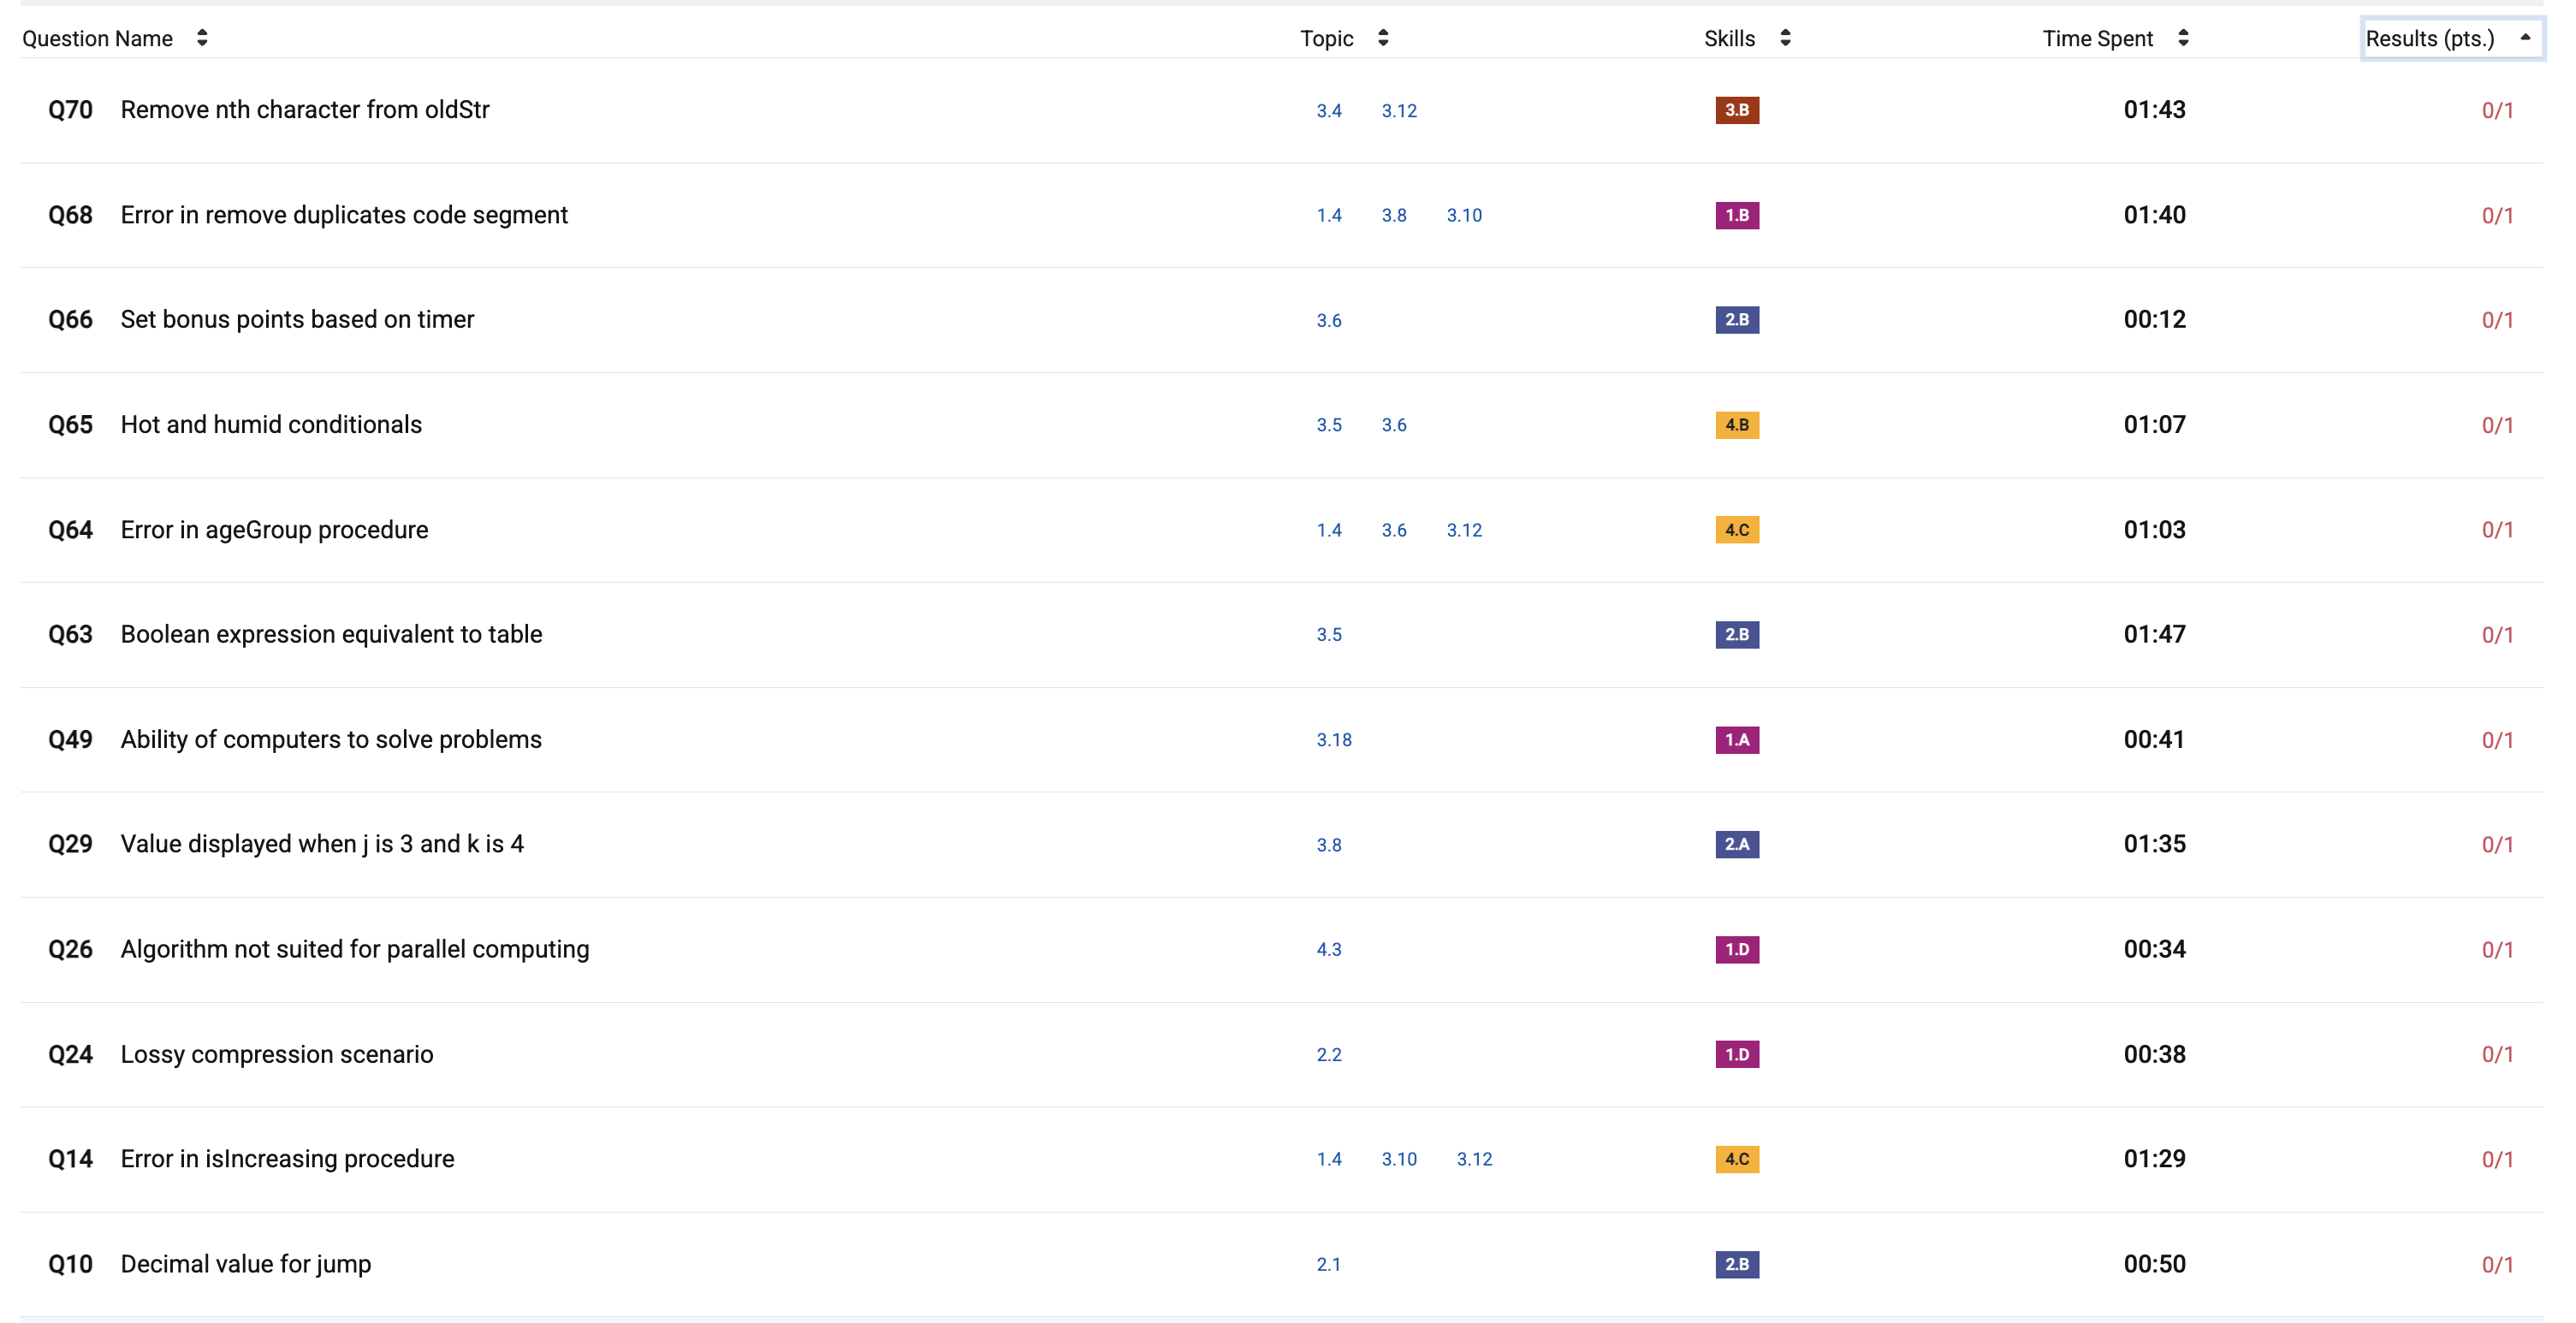 Question Name Topic Skills Time Spent Results (pts.)
Q70 Remove nth character from oldStr 3.4 3.12 3.B 01:43 0/1
Q68 Error in remove duplicates code segment 1.4 3.8 3.10 1.B 01:40 0/1
Q66 Set bonus points based on timer 3.6 2.B 00:12 0/1
Q65 Hot and humid conditionals 3.5 3.6 4.B 01:07 0/1
Q64 Error in ageGroup procedure 1.4 3.6 3.12 4.C 01:03 0/1
Q63 Boolean expression equivalent to table 3.5 2.B 01:47 0/1
Q49 Ability of computers to solve problems 3.18 1.A 00:41 0/1
Q29 Value displayed when j is 3 and k is 4 3.8 2.A 01:35 0/1
Q26 Algorithm not suited for parallel computing 4.3 1.D 00:34 0/1
Q24 Lossy compression scenario 2.2 1.D 00:38 0/1
Q14 Error in isIncreasing procedure 1.4 3.10 3.12 4.C 01:29 0/1
Q10 Decimal value for jump 2.1 2.B 00:50 0/1